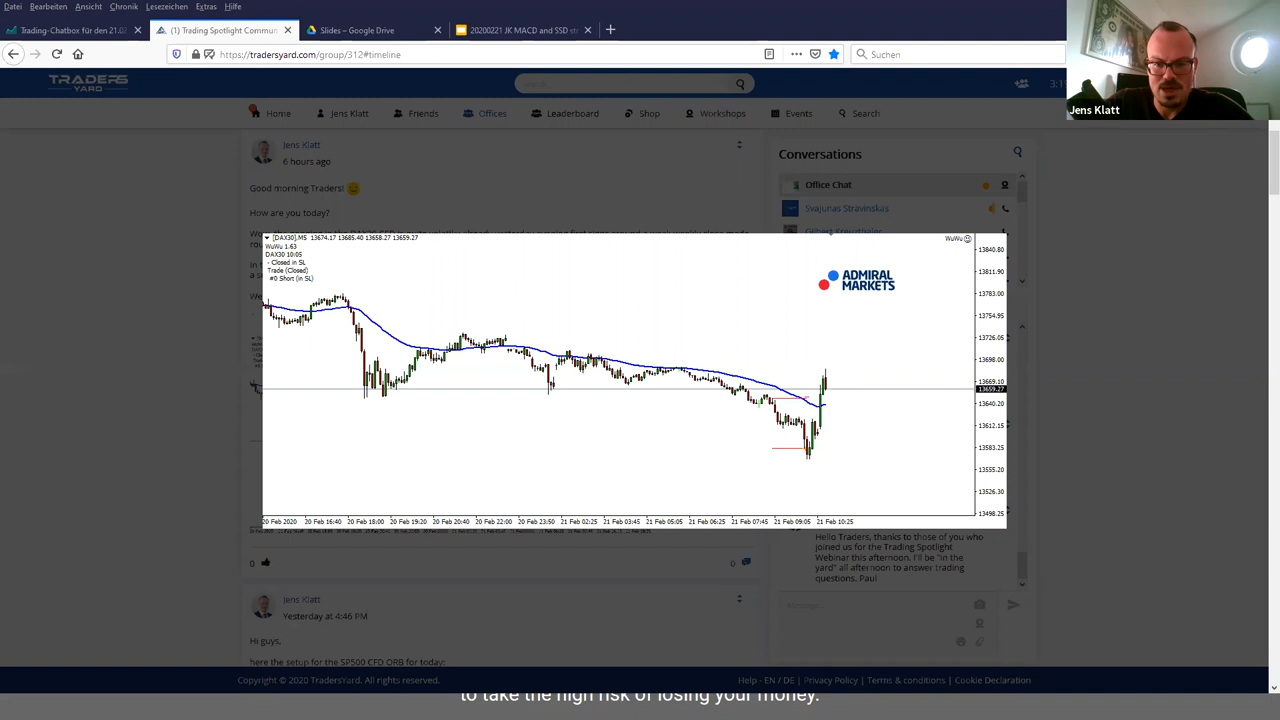 Datei Bearbeiten Ansicht Chronik Lesezeichen Extras Hilfe
Trading-Chatbox für den 21.02
(1) Trading Spotlight Commun
Slides – Google Drive
20200221 JK MACD and SSD st
https://tradersyard.com/group/312#timeline
Suchen
Jens Klatt
TRADERS
YARD
Search
3:1
Home
Jens Klatt
Friends
Offices
Leaderboard
Shop
Workshops
Events
Search
Jens Klatt
6 hours ago
Good morning Traders!
How are you today?
Conversations
Office Chat
Svajunas Stravinskas
[DAX30],M5 13674.17 13685.40 13658.27 13659.27
WuWu 1.63
DAX30 10:05
- Closed in SL
Trade (Closed)
#0 Short (in SL)
WuWu
ADMIRAL
MARKETS
13840.80
13811.90
13783.00
13754.95
13726.05
13698.00
13669.10
13659.27
13640.20
13612.15
13583.25
13555.20
13526.30
13498.25
20 Feb 2020
20 Feb 16:40
20 Feb 18:00
20 Feb 19:20
20 Feb 20:40
20 Feb 22:00
20 Feb 23:50
21 Feb 02:25
21 Feb 03:45
21 Feb 05:05
21 Feb 06:25
21 Feb 07:45
21 Feb 09:05
21 Feb 10:25
Hello Traders, thanks to those of you who
joined us for the Trading Spotlight
Webinar this afternoon. I'll be "in the
yard" all afternoon to answer trading
questions. Paul
0
0
Message
Jens Klatt
Yesterday at 4:46 PM
Hi guys,
here the setup for the SP500 CFD ORB for today:
Copyright © 2020 TradersYard. All rights reserved.
Help - EN / DE | Privacy Policy | Terms & conditions | Cookie Declaration
to take the high risk of losing your money.